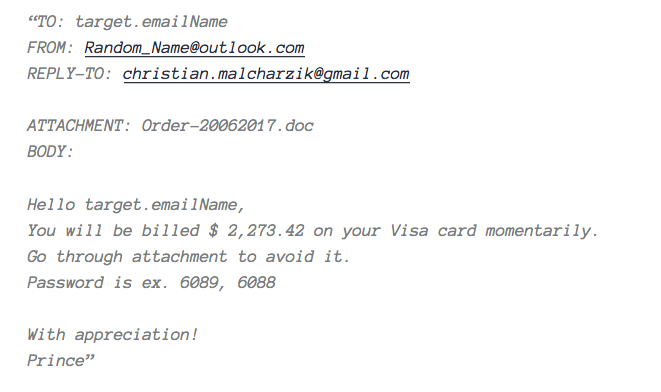 “TO: target.emailName
FROM: Random_Name@outlook.com
REPLY-TO: christian.malcharzik@gmail.com
ATTACHMENT: Order-20062017.doc
BODY:
Hello target.emailName,
You will be billed $ 2,273.42 on your Visa card momentarily.
Go through attachment to avoid it.
Password is ex. 6089, 6088
With appreciation!
Prince”